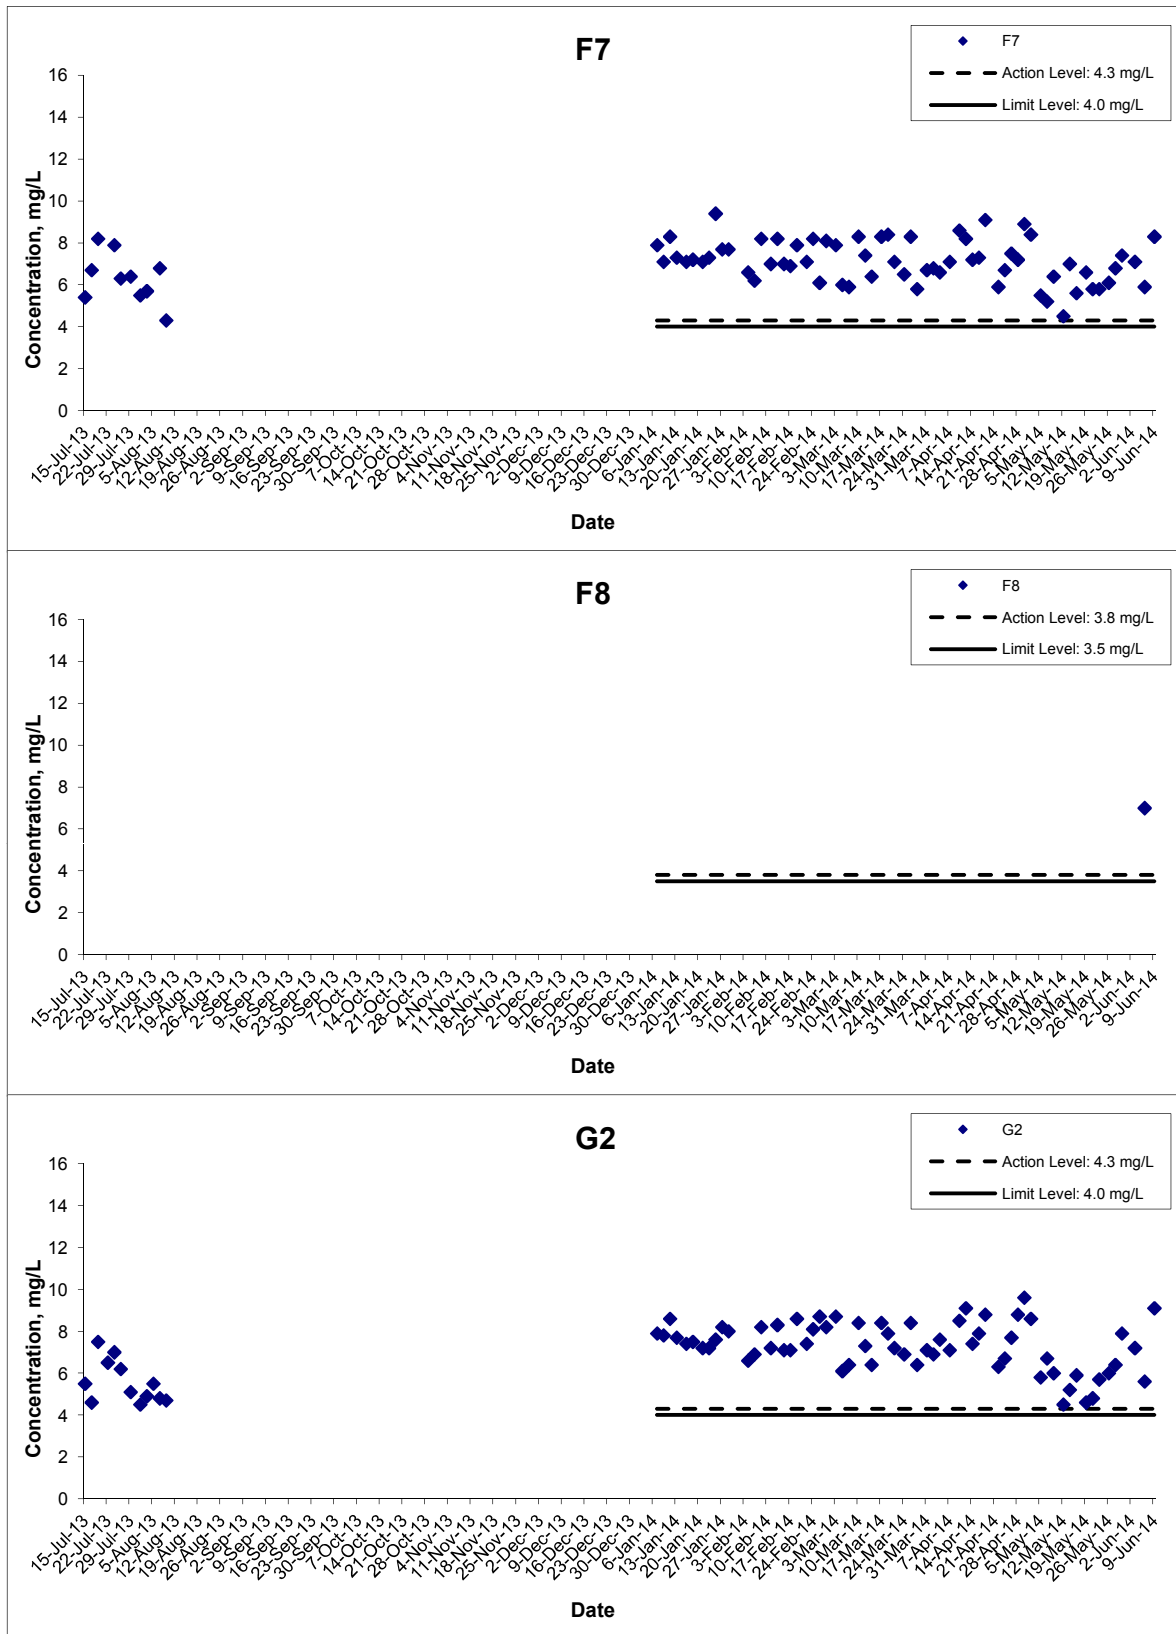 F7
F7
Action Level: 4.3 mg/L
Limit Level: 4.0 mg/L
Concentration, mg/L
16
14
12
10
8
6
4
2
0
15-Jul-13
22-Jul-13
29-Jul-13
5-Aug-13
12-Aug-13
19-Aug-13
26-Aug-13
2-Sep-13
9-Sep-13
16-Sep-13
23-Sep-13
30-Sep-13
7-Oct-13
14-Oct-13
21-Oct-13
28-Oct-13
4-Nov-13
11-Nov-13
18-Nov-13
25-Nov-13
2-Dec-13
9-Dec-13
16-Dec-13
23-Dec-13
30-Dec-13
6-Jan-14
13-Jan-14
20-Jan-14
27-Jan-14
3-Feb-14
10-Feb-14
17-Feb-14
24-Feb-14
3-Mar-14
10-Mar-14
17-Mar-14
24-Mar-14
31-Mar-14
7-Apr-14
14-Apr-14
21-Apr-14
28-Apr-14
5-May-14
12-May-14
19-May-14
26-May-14
2-Jun-14
9-Jun-14
Date
F8
F8
Action Level: 3.8 mg/L
Limit Level: 3.5 mg/L
Concentration, mg/L
16
14
12
10
8
6
4
2
0
15-Jul-13
22-Jul-13
29-Jul-13
5-Aug-13
12-Aug-13
19-Aug-13
26-Aug-13
2-Sep-13
9-Sep-13
16-Sep-13
23-Sep-13
30-Sep-13
7-Oct-13
14-Oct-13
21-Oct-13
28-Oct-13
4-Nov-13
11-Nov-13
18-Nov-13
25-Nov-13
2-Dec-13
9-Dec-13
16-Dec-13
23-Dec-13
30-Dec-13
6-Jan-14
13-Jan-14
20-Jan-14
27-Jan-14
3-Feb-14
10-Feb-14
17-Feb-14
24-Feb-14
3-Mar-14
10-Mar-14
17-Mar-14
24-Mar-14
31-Mar-14
7-Apr-14
14-Apr-14
21-Apr-14
28-Apr-14
5-May-14
12-May-14
19-May-14
26-May-14
2-Jun-14
9-Jun-14
Date
G2
G2
Action Level: 4.3 mg/L
Limit Level: 4.0 mg/L
Concentration, mg/L
16
14
12
10
8
6
4
2
0
15-Jul-13
22-Jul-13
29-Jul-13
5-Aug-13
12-Aug-13
19-Aug-13
26-Aug-13
2-Sep-13
9-Sep-13
16-Sep-13
23-Sep-13
30-Sep-13
7-Oct-13
14-Oct-13
21-Oct-13
28-Oct-13
4-Nov-13
11-Nov-13
18-Nov-13
25-Nov-13
2-Dec-13
9-Dec-13
16-Dec-13
23-Dec-13
30-Dec-13
6-Jan-14
13-Jan-14
20-Jan-14
27-Jan-14
3-Feb-14
10-Feb-14
17-Feb-14
24-Feb-14
3-Mar-14
10-Mar-14
17-Mar-14
24-Mar-14
31-Mar-14
7-Apr-14
14-Apr-14
21-Apr-14
28-Apr-14
5-May-14
12-May-14
19-May-14
26-May-14
2-Jun-14
9-Jun-14
Date